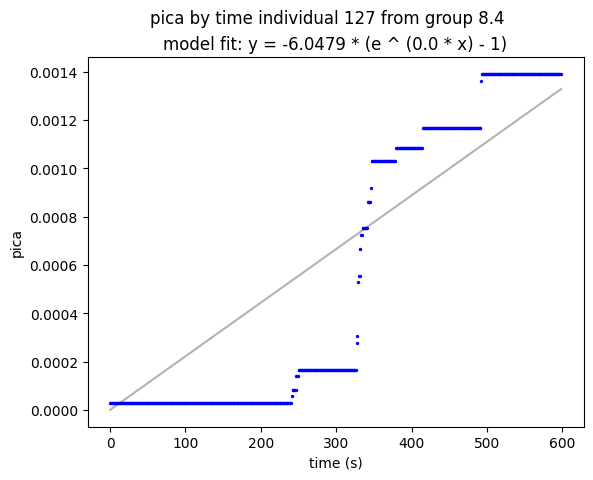 pica by time individual 127 from group 8.4
model fit: y = -6.0479 * (e ^ (0.0 * x) - 1)
0.0014
0.0012
0.0010
0.0008
0.0006
0.0004
0.0002
0.0000
pica
0 100 200 300 400 500 600
time (s)